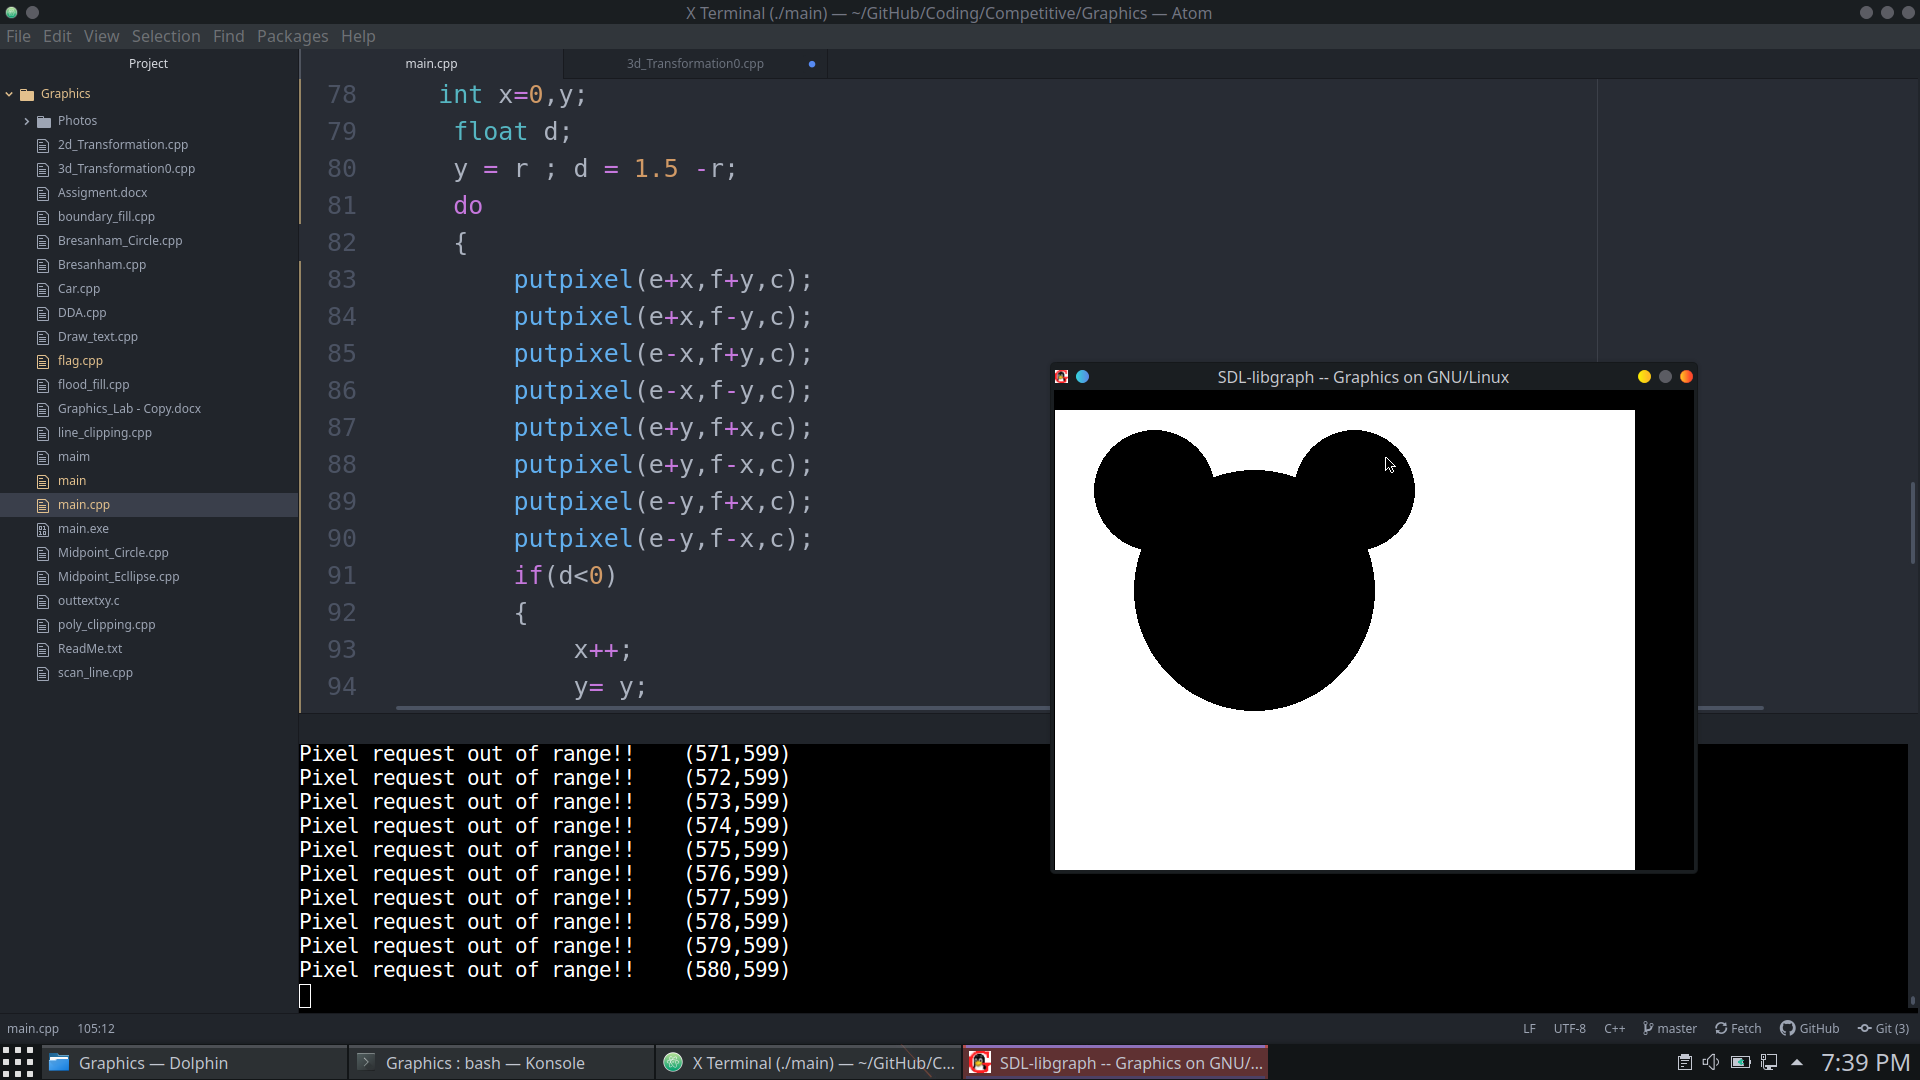 X Terminal (./main) — ~/GitHub/Coding/Competitive/Graphics — Atom
File Edit View Selection Find Packages Help
Project
Graphics
Photos
2d_Transformation.cpp
3d_Transformation0.cpp
Assigment.docx
boundary_fill.cpp
Bresanham_Circle.cpp
Bresanham.cpp
Car.cpp
DDA.cpp
Draw_text.cpp
flag.cpp
flood_fill.cpp
Graphics_Lab - Copy.docx
line_clipping.cpp
maim
main
main.cpp
main.exe
Midpoint_Circle.cpp
Midpoint_Ecllipse.cpp
outtextxy.c
poly_clipping.cpp
ReadMe.txt
scan_line.cpp
main.cpp 3d_Transformation0.cpp
78 int x=0,y;
79 float d;
80 y = r ; d = 1.5 -r;
81 do
82 {
83 putpixel(e+x,f+y,c);
84 putpixel(e+x,f-y,c);
85 putpixel(e-x,f+y,c);
86 putpixel(e-x,f-y,c);
87 putpixel(e+y,f+x,c);
88 putpixel(e+y,f-x,c);
89 putpixel(e-y,f+x,c);
90 putpixel(e-y,f-x,c);
91 if(d<0)
92 {
93 x++;
94 y= y;
SDL-libgraph -- Graphics on GNU/Linux
Pixel request out of range!! (571,599)
Pixel request out of range!! (572,599)
Pixel request out of range!! (573,599)
Pixel request out of range!! (574,599)
Pixel request out of range!! (575,599)
Pixel request out of range!! (576,599)
Pixel request out of range!! (577,599)
Pixel request out of range!! (578,599)
Pixel request out of range!! (579,599)
Pixel request out of range!! (580,599)
main.cpp 105:12 LF UTF-8 C++ master Fetch GitHub Git (3)
Graphics — Dolphin Graphics : bash — Konsole X Terminal (./main) — ~/GitHub/C... SDL-libgraph -- Graphics on GNU/... 7:39 PM